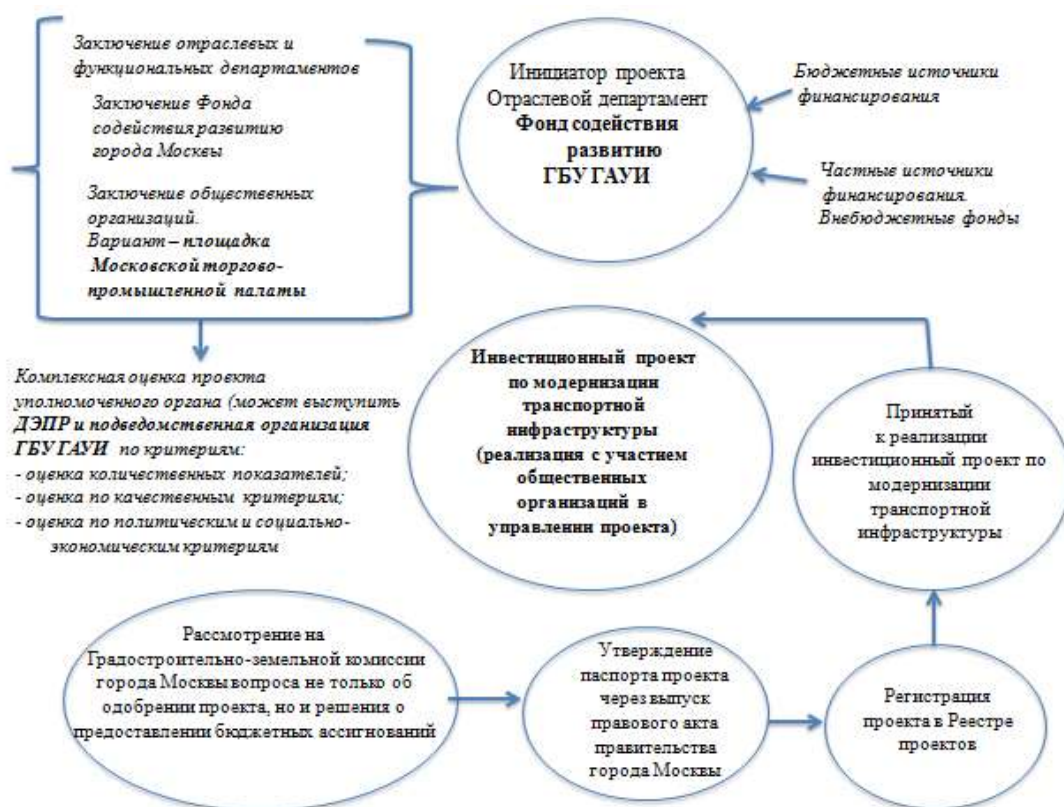 Заключение отраслевых и
функциональных департаментов
Заключение Фонда
содействия развитию
города Москвы
Заключение общественных
организаций.
Вариант – площадка
Московской торгово-
промышленной палаты
Инициатор проекта
Отраслевой департамент
Фонд содействия
развитию
ГБУ ГАУИ
Бюджетные источники
финансирования
Частные источники
финансирования.
Внебюджетные фонды
Комплексная оценка проекта
уполномоченного органа (может выступить
ДЭПР и подведомственная организация
ГБУ ГАУИ по критериям:
- оценка количественных показателей;
- оценка по качественным критериям;
- оценка по политическим и социально-
экономическим критериям
Инвестиционный проект
по модернизации
транспортной
инфраструктуры
(реализация с участием
общественных
организаций в
управлении проекта)
Принятый
к реализации
инвестиционный проект по
модернизации
транспортной
инфраструктуры
Рассмотрение на
Градостроительно-земельной комиссии
города Москвы вопроса не только об
одобрении проекта, но и решения о
предоставлении бюджетных ассигнований
Утверждение
паспорта проекта
через выпуск
правового акта
правительства
города Москвы
Регистрация
проекта в Реестре
проектов